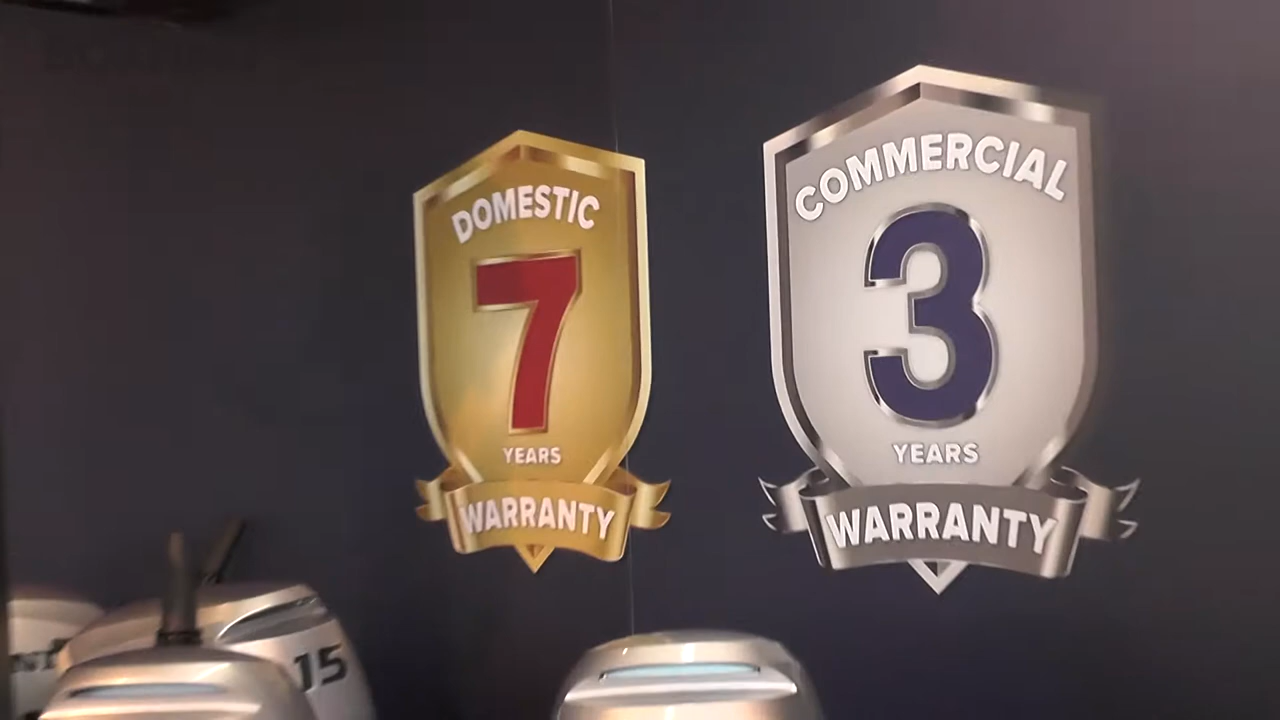 DOMESTIC
7
YEARS
WARRANTY
COMMERCIAL
3
YEARS
WARRANTY
15